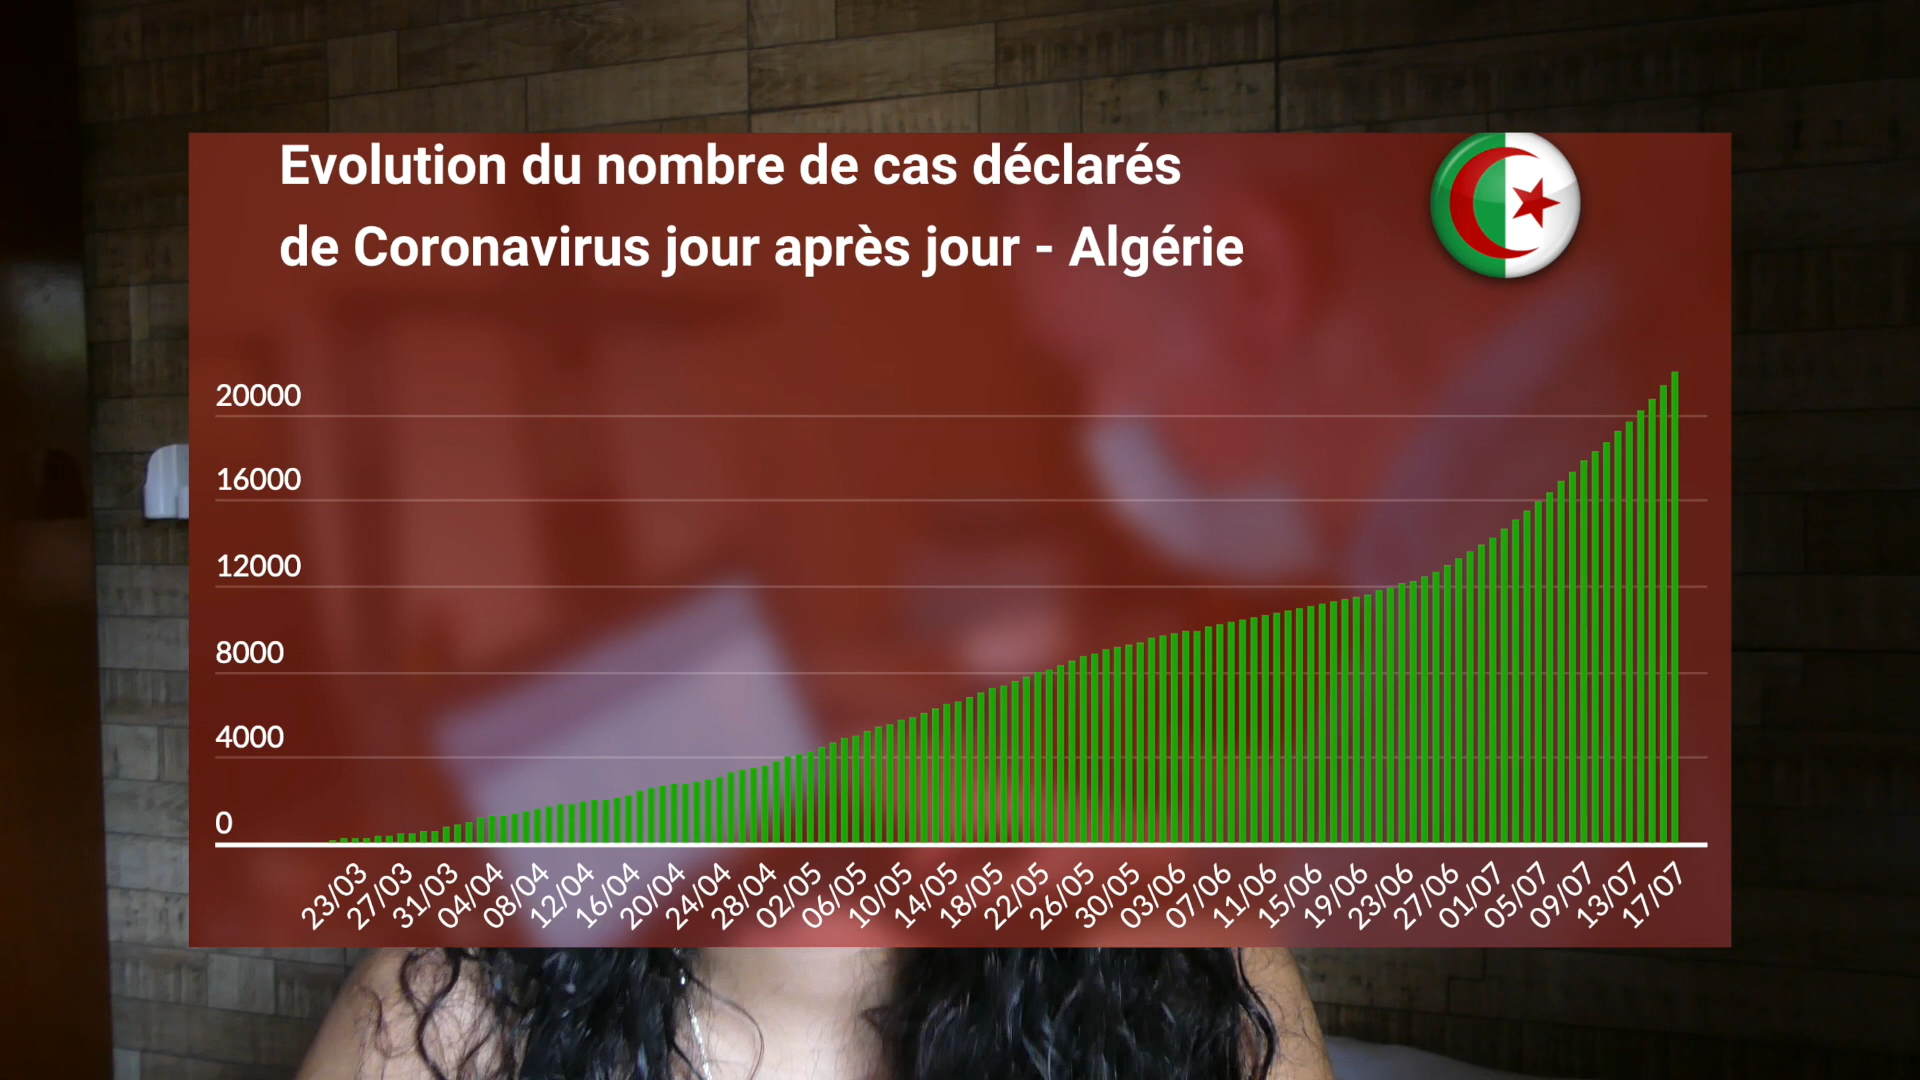 Evolution du nombre de cas déclarés
de Coronavirus jour après jour - Algérie
20000
16000
12000
8000
4000
0
23/03 27/03 31/03 04/04 08/04 12/04 16/04 20/04 24/04 28/04 02/05 06/05 10/05 14/05 18/05 22/05 26/05 30/05 03/06 07/06 11/06 15/06 19/06 23/06 27/06 01/07 05/07 09/07 13/07 17/07